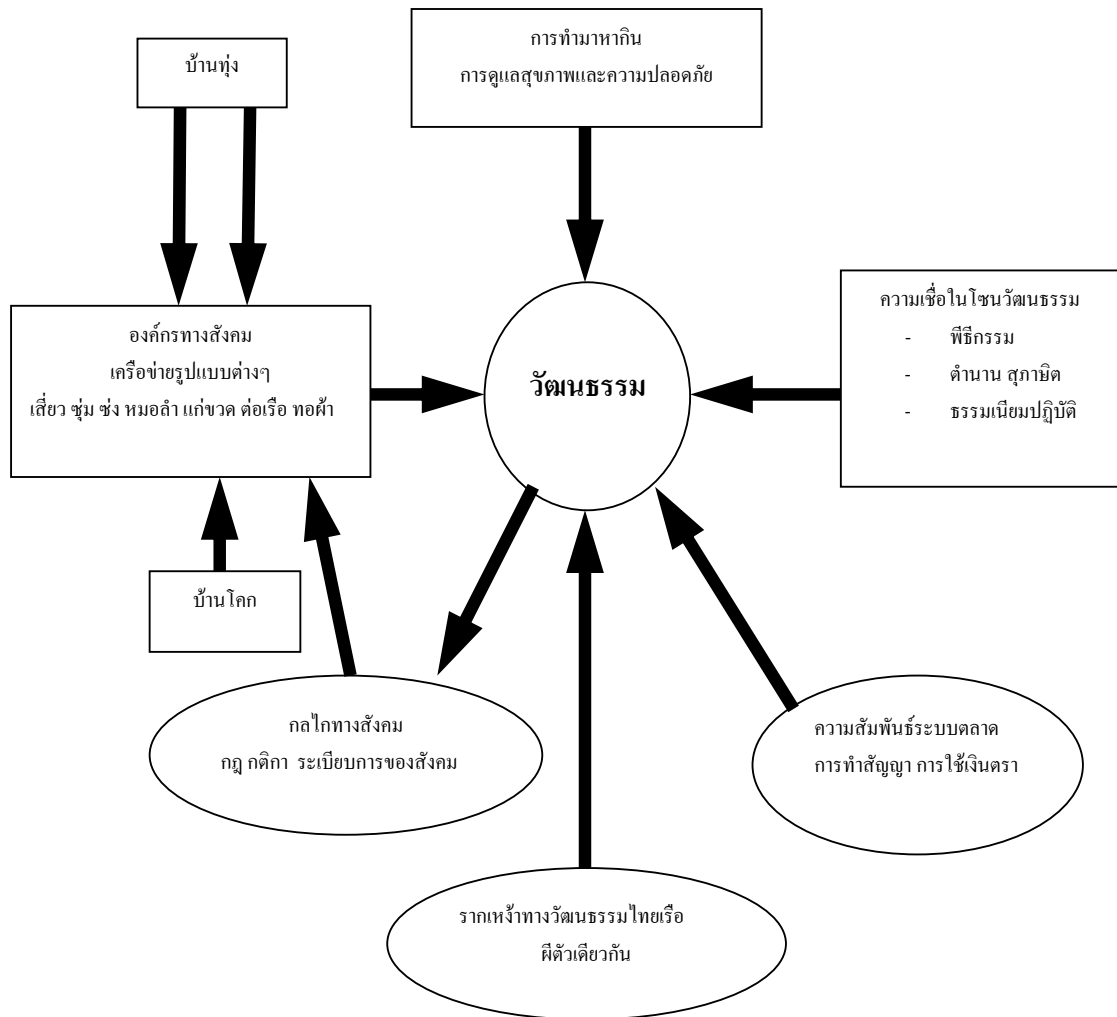 การทำมาหากิน
การดูแลสุขภาพและความปลอดภัย
บ้านทุ่ง
ความเชื่อในโซนวัฒนธรรม
- พีธีกรรม
- ตำนาน สุภาษิต
- ธรรมเนียมปฏิบัติ
องค์กรทางสังคม
เครือข่ายรูปแบบต่างๆ
เสี่ยว ซุ่ม ซ่ง หมอลำ แก่ขวด ต่อเรือ ทอผ้า
วัฒนธรรม
บ้านโคก
กลไกทางสังคม
กฎ กติกา ระเบียบการของสังคม
ความสัมพันธ์ระบบตลาด
การทำสัญญา การใช้เงินตรา
รากเหง้าทางวัฒนธรรมไทยเรือ
ผีตัวเดียวกัน